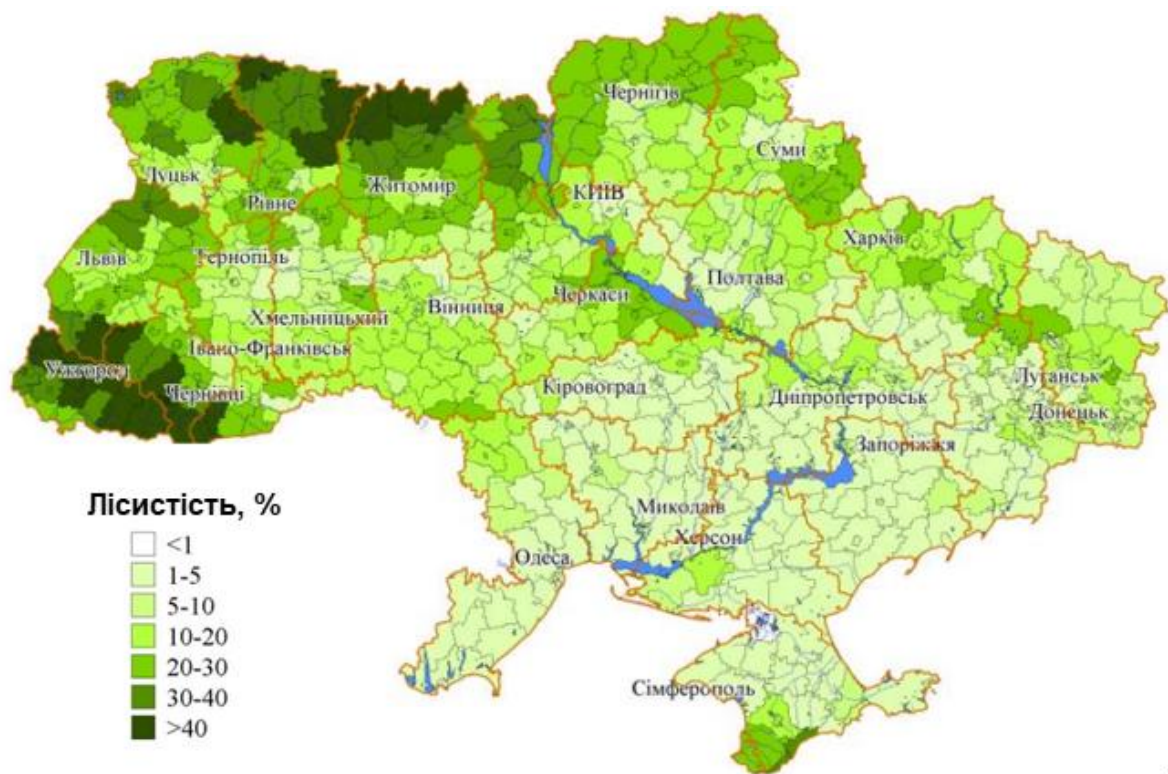 Чернігів
Суми
Луцьк
Рівне
Житомир
КИЇВ
Харків
Львів
Тернопіль
Полтава
Хмельницький
Вінниця
Черкаси
Ужгород
Івано-Франківськ
Чернівці
Кіровоград
Дніпропетровськ
Луганськ
Донецьк
Запоріжжя
Миколаїв
Херсон
Одеса
Сімферополь
Лісистість, %
<1
1-5
5-10
10-20
20-30
30-40
>40